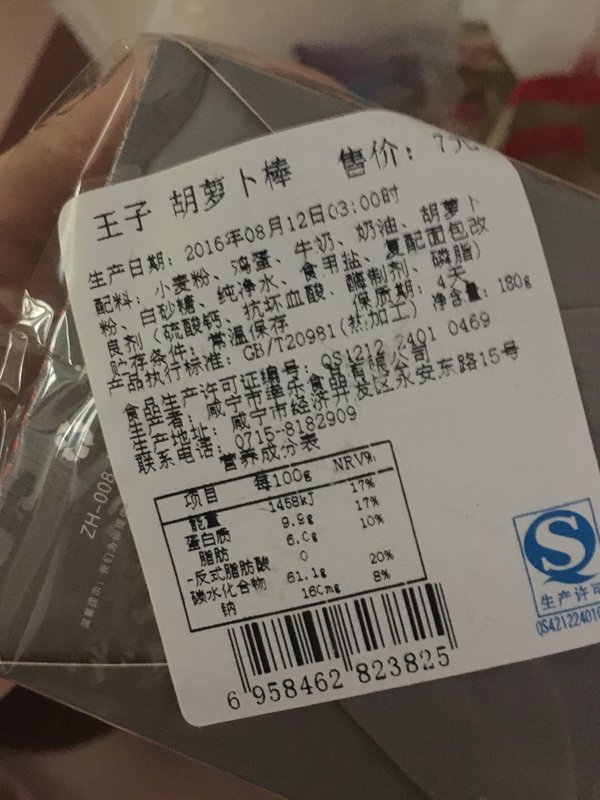 王子 胡萝卜棒 售价: 7元
生产日期: 2016年08月12日03:00时
配料: 小麦粉、鸡蛋、牛奶、奶油、胡萝卜
粉、白砂糖、纯净水、食用盐、复配面包改
良剂(硫酸钙、抗坏血酸、酶制剂、磷脂)
贮存条件: 常温保存 保质期: 4天
产品执行标准: GB/T20981(热加工) 净含量: 180g
食品生产许可证编号: QS1212 2401 0469
生产者: 咸宁市 食品有限公司
生产地址: 咸宁市经济开发区永安东路15号
联系电话: 0715-8182909
营养成分表
项目 每100g NRV%
能量 1458kJ 17%
蛋白质 9.9g 17%
脂肪 6.0g 10%
-反式脂肪酸 0
碳水化合物 61.1g 20%
钠 160mg 8%
6 958462 823825
生产许可
QS42122401
ZH-008
温馨提示: